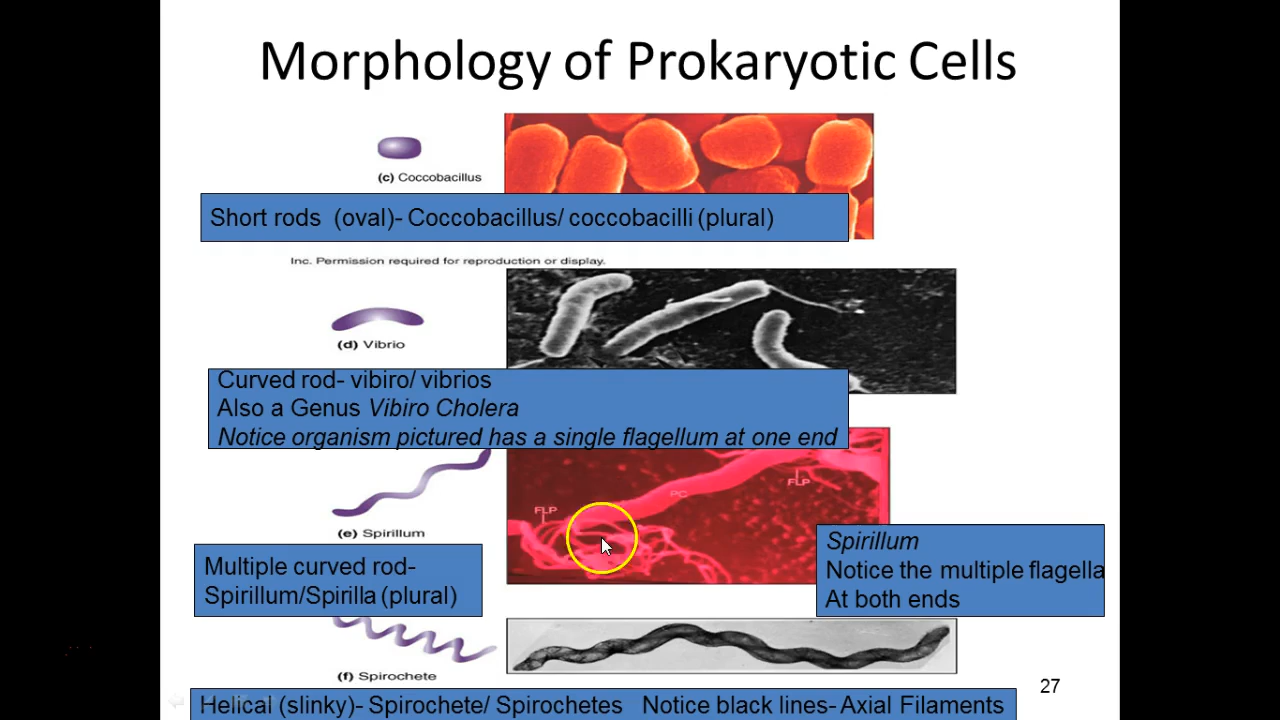 Morphology of Prokaryotic Cells
(c) Coccobacillus
Short rods (oval)- Coccobacillus/ coccobacilli (plural)
Inc. Permission required for reproduction or display.
(d) Vibrio
Curved rod- vibiro/ vibrios
Also a Genus Vibiro Cholera
Notice organism pictured has a single flagellum at one end
FLP
PC
FLP
(e) Spirillum
Multiple curved rod-
Spirillum/Spirilla (plural)
Spirillum
Notice the multiple flagella
At both ends
(f) Spirochete
27
Helical (slinky)- Spirochete/ Spirochetes Notice black lines- Axial Filaments